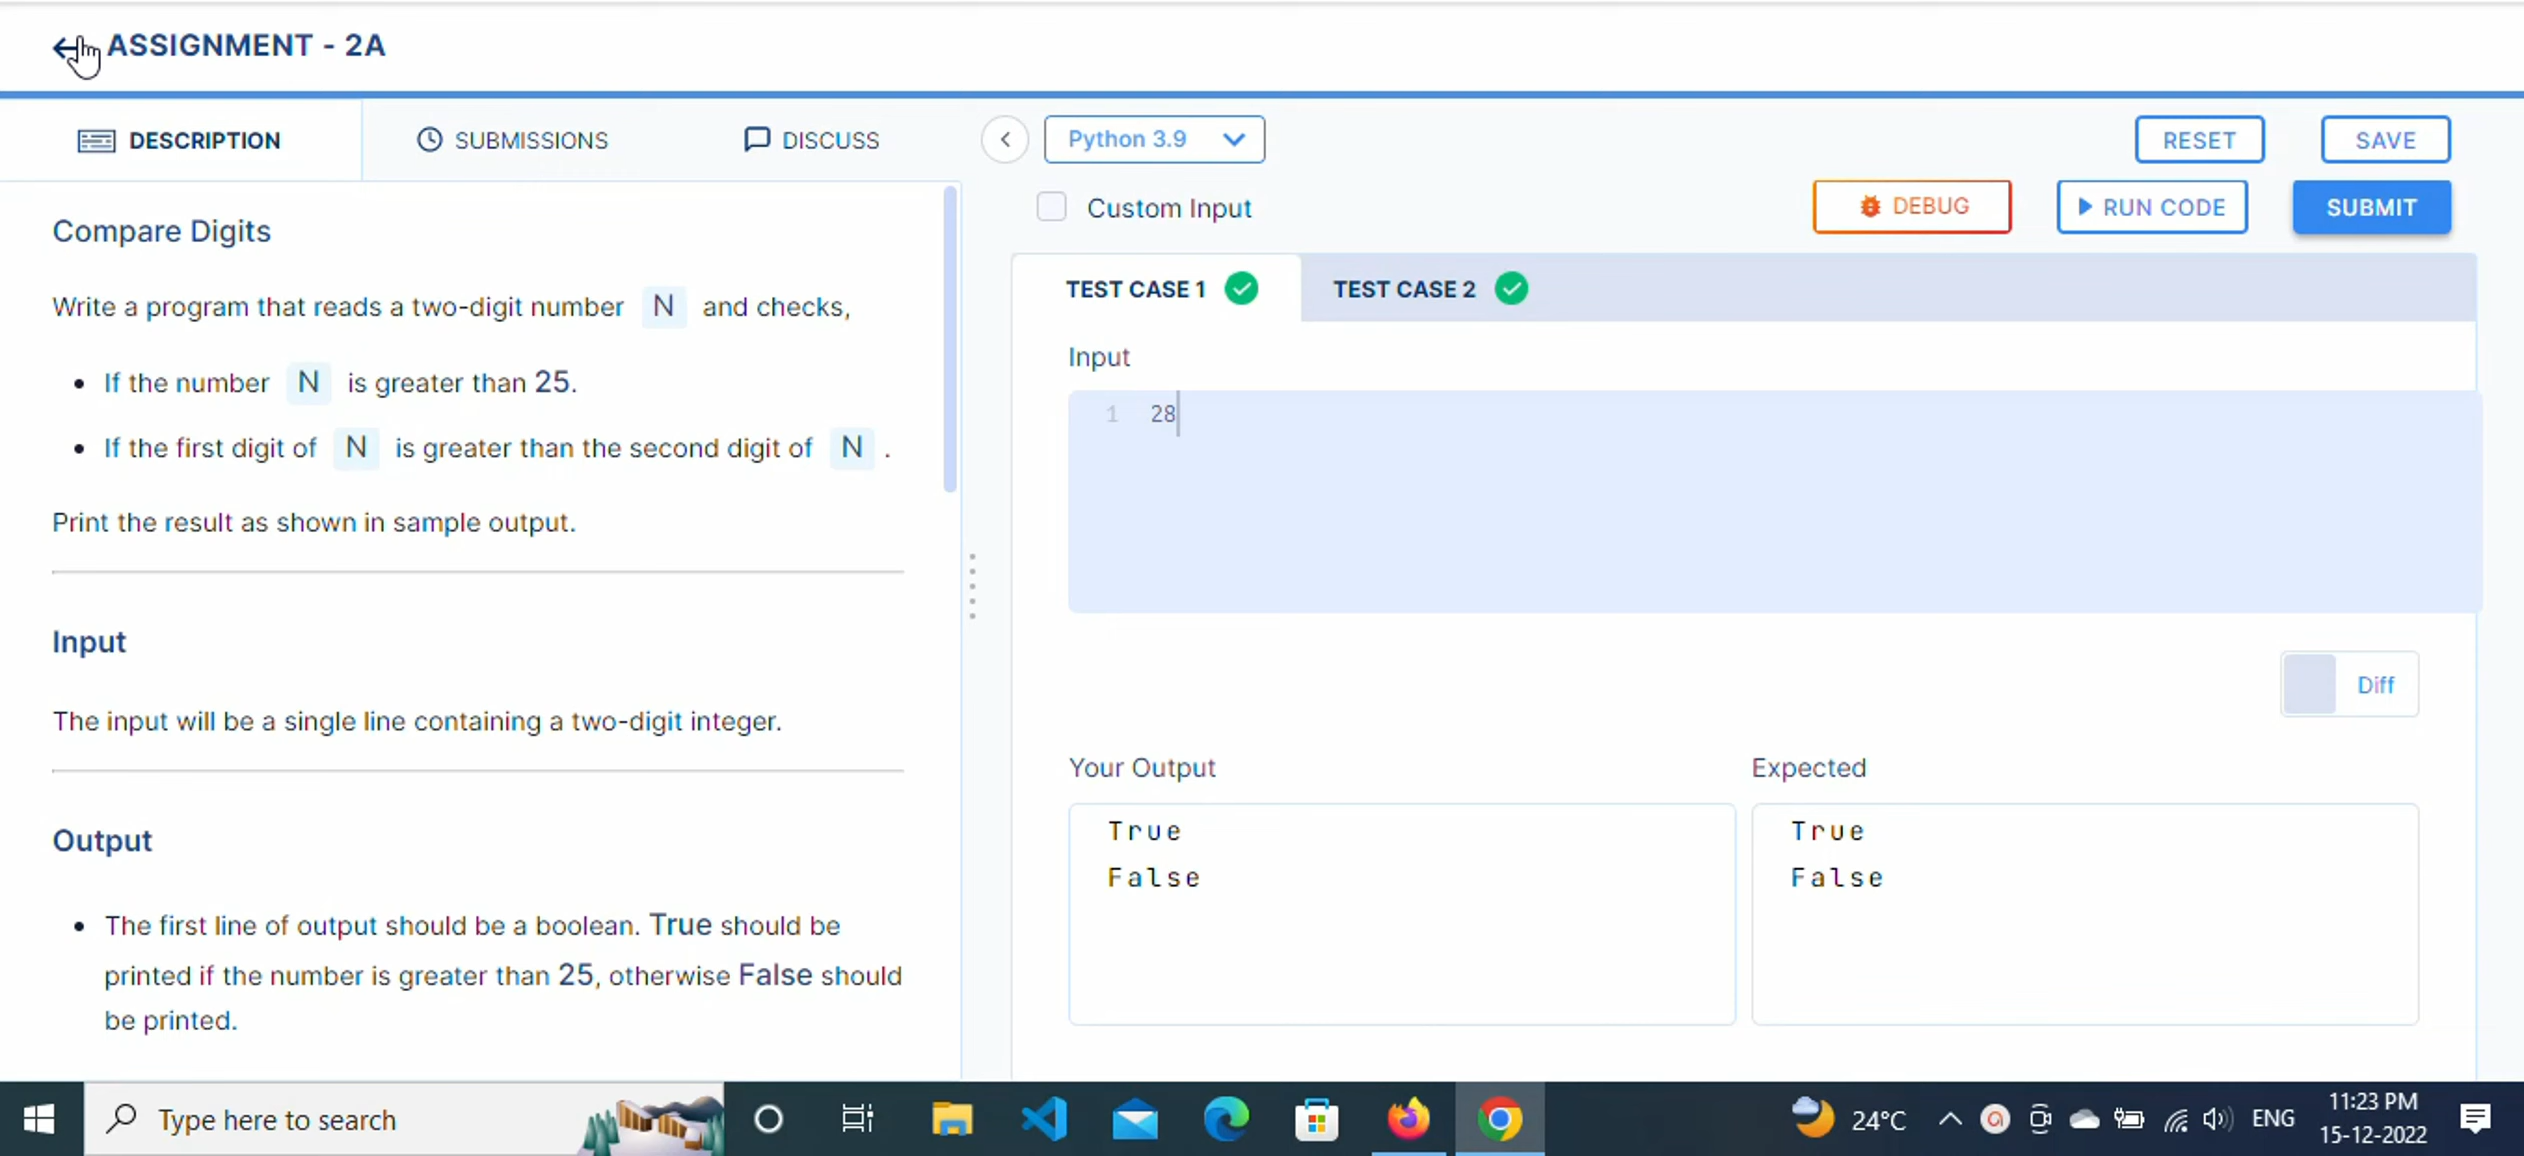 ASSIGNMENT - 2A
DESCRIPTION
SUBMISSIONS
DISCUSS
Python 3.9
RESET
SAVE
Custom Input
DEBUG
RUN CODE
SUBMIT
Compare Digits
Write a program that reads a two-digit number N and checks,
• If the number N is greater than 25.
• If the first digit of N is greater than the second digit of N .
Print the result as shown in sample output.
Input
The input will be a single line containing a two-digit integer.
Output
• The first line of output should be a boolean. True should be
printed if the number is greater than 25, otherwise False should
be printed.
TEST CASE 1
TEST CASE 2
Input
1 28
Diff
Your Output
True
False
Expected
True
False
Type here to search
24°C
ENG
11:23 PM
15-12-2022